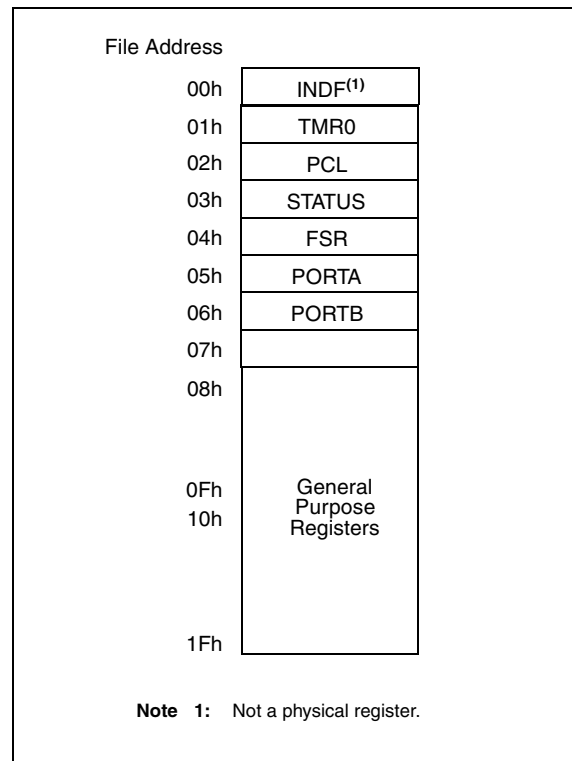 File Address
00h INDF(1)
01h TMR0
02h PCL
03h STATUS
04h FSR
05h PORTA
06h PORTB
07h
08h
0Fh General
10h Purpose
Registers
1Fh
Note 1: Not a physical register.